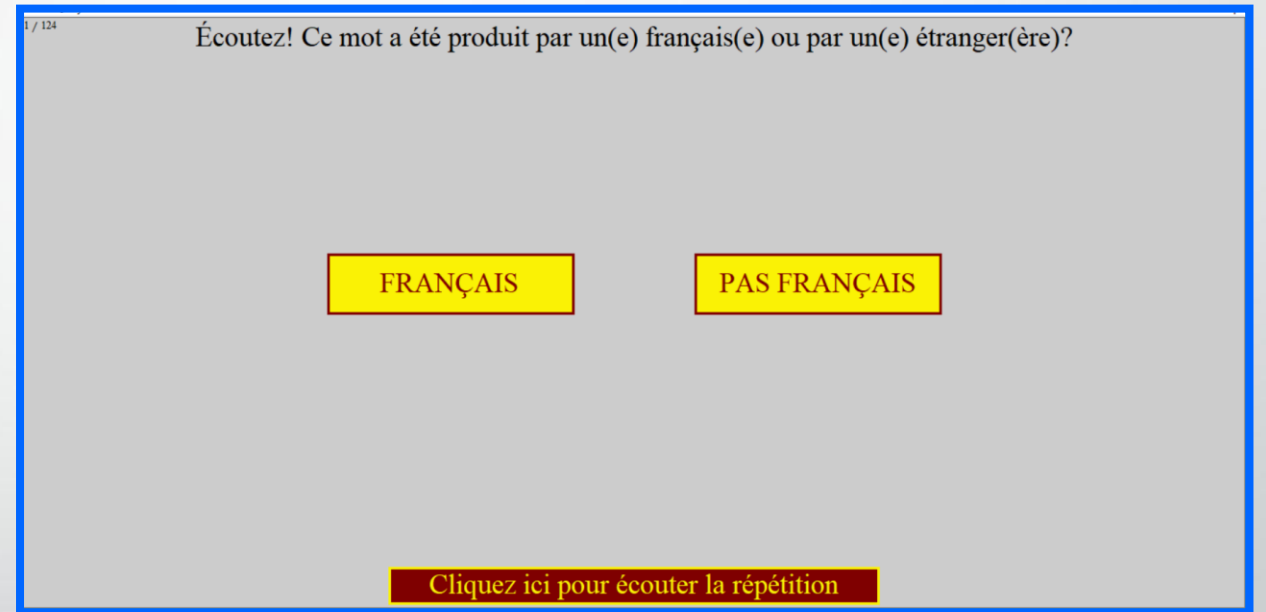 1 / 124
Écoutez! Ce mot a été produit par un(e) français(e) ou par un(e) étranger(ère)?
FRANÇAIS
PAS FRANÇAIS
Cliquez ici pour écouter la répétition